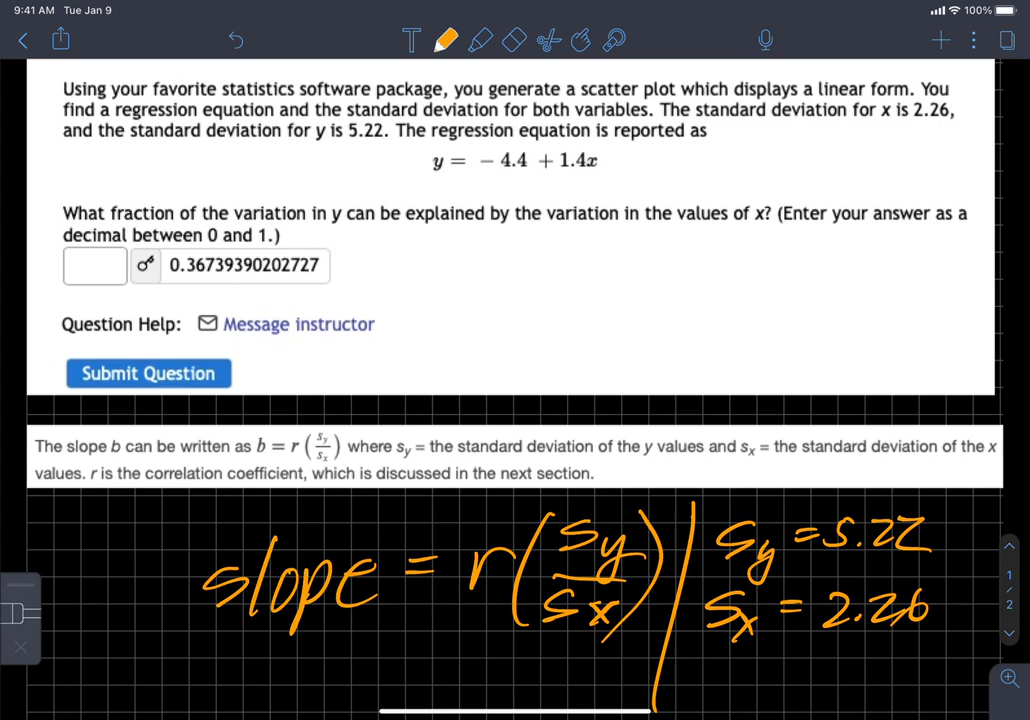 9:41 AM Tue Jan 9
100%
Using your favorite statistics software package, you generate a scatter plot which displays a linear form. You
find a regression equation and the standard deviation for both variables. The standard deviation for x is 2.26,
and the standard deviation for y is 5.22. The regression equation is reported as
y = − 4.4 + 1.4x
What fraction of the variation in y can be explained by the variation in the values of x? (Enter your answer as a
decimal between 0 and 1.)
0.36739390202727
Question Help: Message instructor
Submit Question
The slope b can be written as b = r (s_y/s_x) where s_y = the standard deviation of the y values and s_x = the standard deviation of the x
values. r is the correlation coefficient, which is discussed in the next section.
slope = r(sy/sx) | sy = 5.22
sx = 2.26
1
/
2